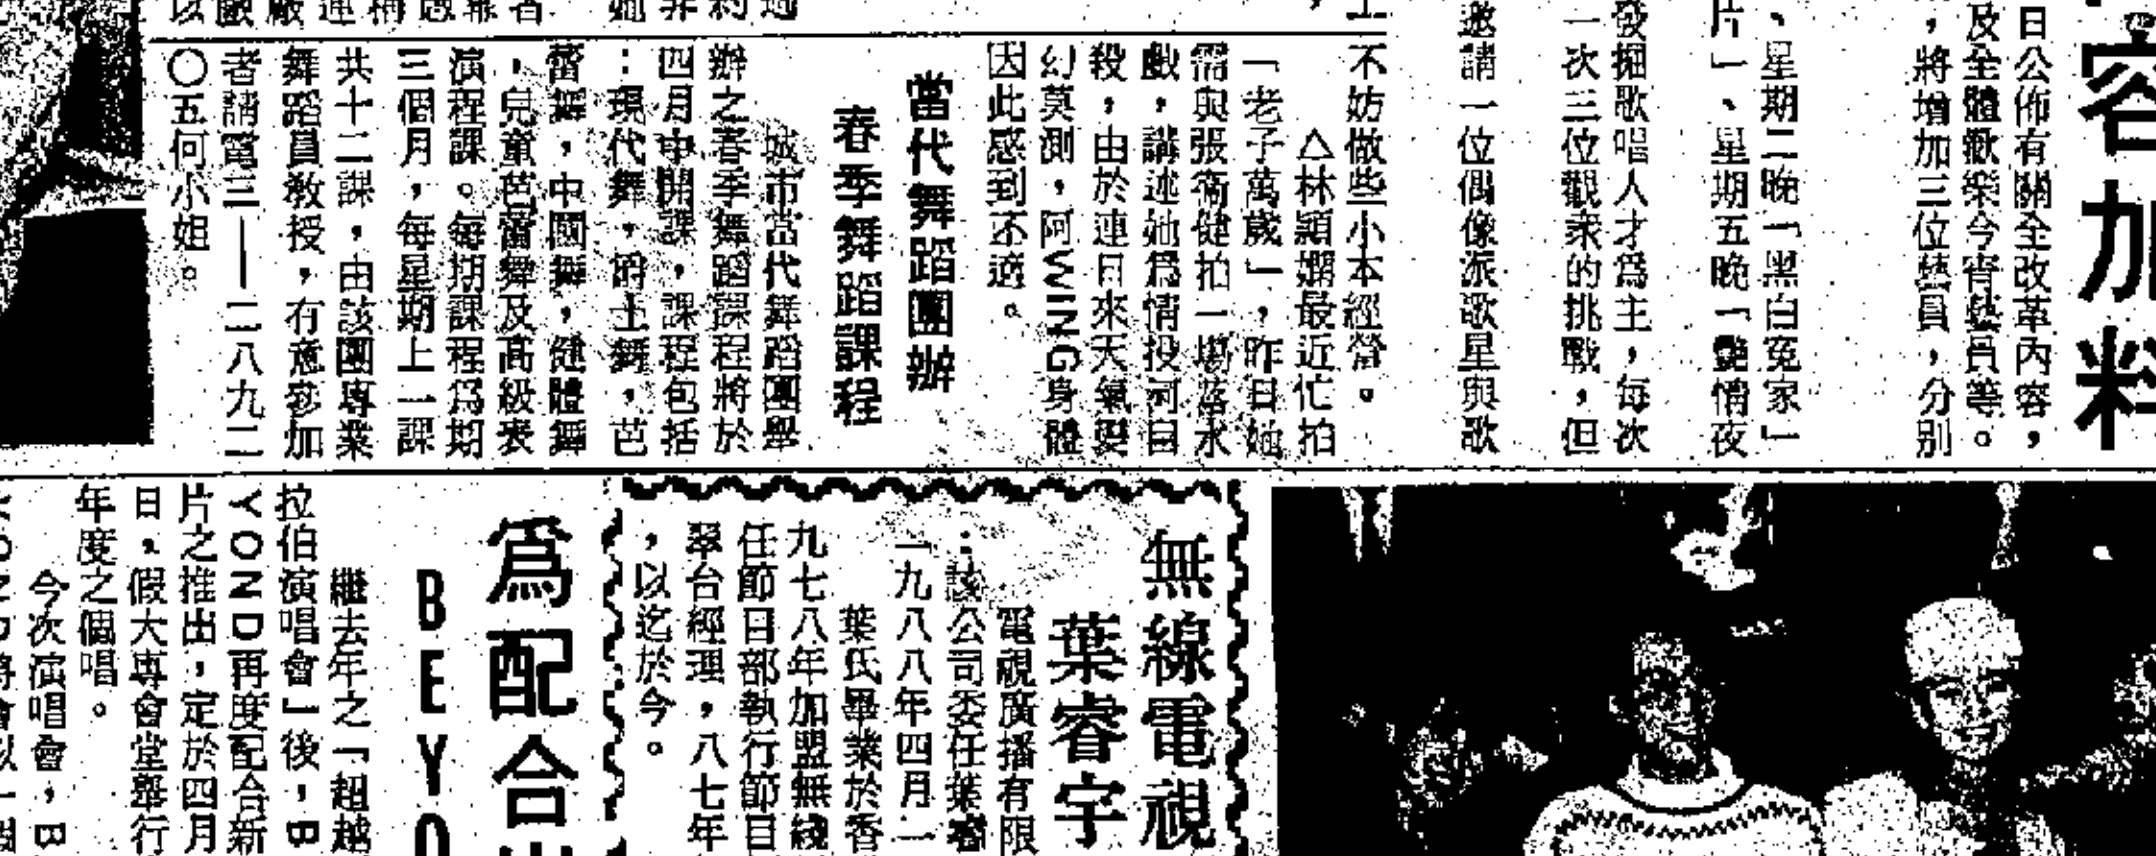 容加料
日公佈有關全改革內容，
及全體歡樂今宵藝員等。
，將增加三位藝員，分別
、星期二晚「黑白冤家」
片」、星期五晚「艷情夜
發掘歌唱人才爲主，每次
一次三位觀衆的挑戰，但
邀請一位偶像派歌星與歌
不妨做些小本經營。
△林穎嫻最近忙拍
「老子萬歲」，昨日她
需與張衞健拍一場落水
戲，講述她爲情投河自
殺，由於連日來天氣變
幻莫測，阿WING身體
因此感到不適。
當代舞蹈團辦
春季舞蹈課程
城市當代舞蹈團舉
辦之春季舞蹈課程將於
四月中開課，課程包括
：現代舞，爵士舞，芭
蕾舞，中國舞，健體舞
，兒童芭蕾舞及高級表
演程課。每期課程爲期
三個月，每星期上一課
共十二課，由該團專業
舞蹈員教授，有意參加
者請電三——二八九二
〇五何小姐。
無線電視
葉睿宇
電視廣播有限
：該公司委任葉睿
一九八八年四月一
葉氏畢業於香
九七八年加盟無綫
任節目部執行節目
翠台經理，八七年
，以迄於今。
爲配合
BEYO
繼去年之「超越
拉伯演唱會」後，B
YOND再度配合新
片之推出，定於四月
日，假大專會堂舉行
年度之個唱。
今次演唱會，B